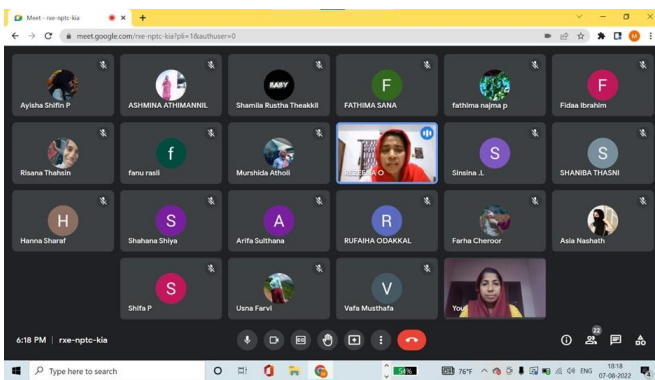 Meet - rxe-nptc-kia
meet.google.com/rxe-nptc-kia?pli=1&authuser=0
Ayisha Shifin P
ASHMINA ATHIMANNIL
BABY
Shamila Rustha Theakkil
F
FATHIMA SANA
fathima najma p
F
Fidaa Ibrahim
Risana Thahsin
f
fanu rasli
Murshida Atholi
S
Sinsina .L
S
SHANIBA THASNI
H
Hanna Sharaf
S
Shahana Shiya
A
Arifa Sulthana
R
RUFAIHA ODAKKAL
Farha Cheroor
Asia Nashath
S
Shifa P
Usna Farvi
V
Vafa Musthafa
You
6:18 PM | rxe-nptc-kia
22
Type here to search
54%
76°F
ENG
18:18
07-08-2022